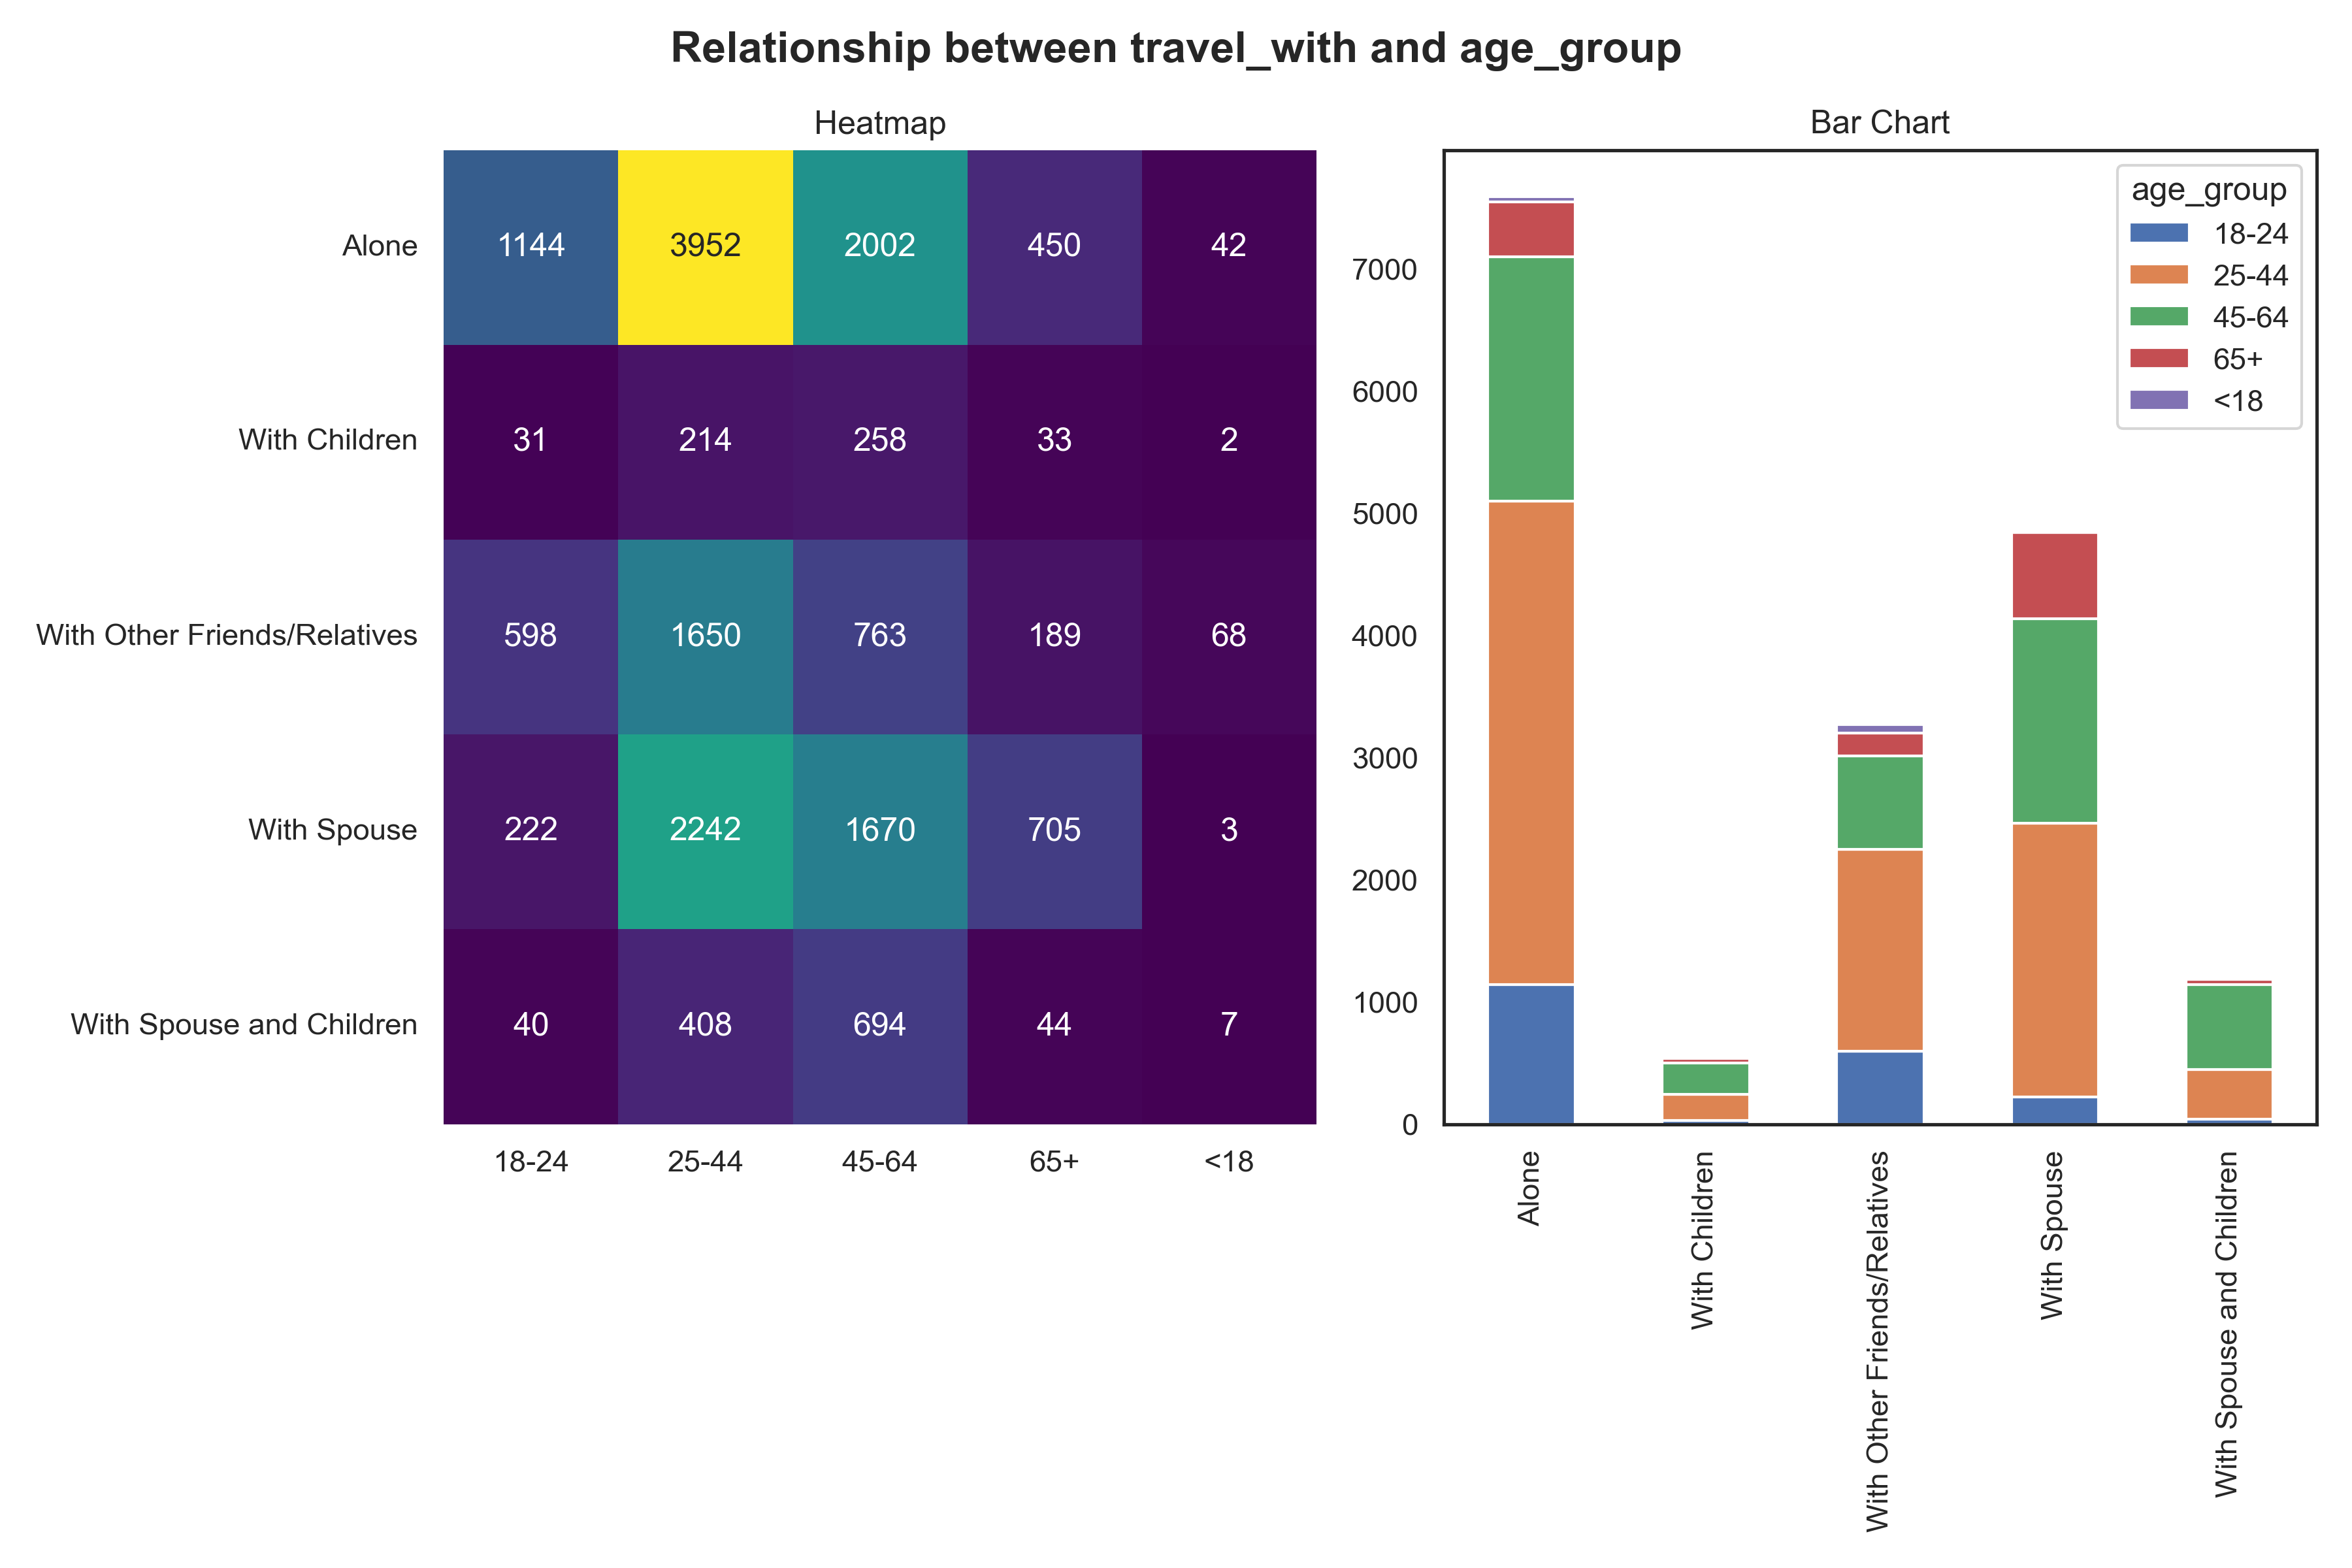 Relationship between travel_with and age_group
Heatmap
Alone 1144 3952 2002 450 42
With Children 31 214 258 33 2
With Other Friends/Relatives 598 1650 763 189 68
With Spouse 222 2242 1670 705 3
With Spouse and Children 40 408 694 44 7
18-24 25-44 45-64 65+ <18
Bar Chart
age_group
18-24
25-44
45-64
65+
<18
7000
6000
5000
4000
3000
2000
1000
0
Alone
With Children
With Other Friends/Relatives
With Spouse
With Spouse and Children